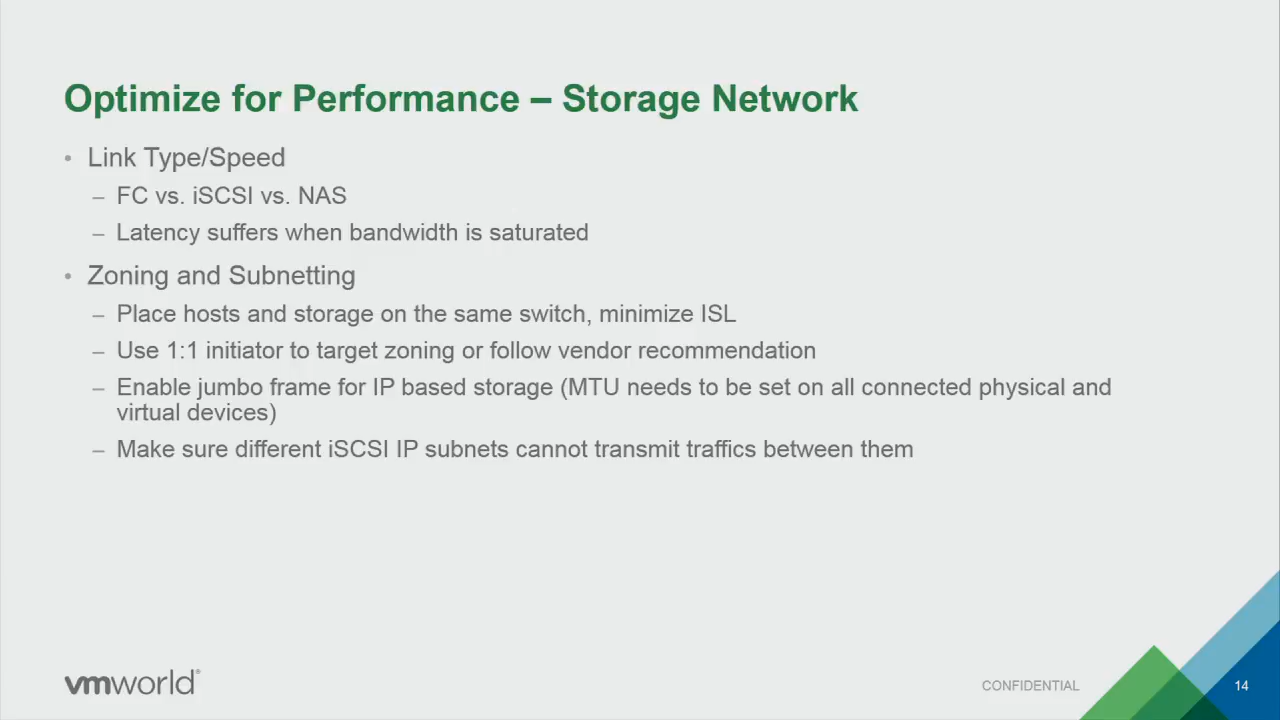 Optimize for Performance – Storage Network
• Link Type/Speed
– FC vs. iSCSI vs. NAS
– Latency suffers when bandwidth is saturated
• Zoning and Subnetting
– Place hosts and storage on the same switch, minimize ISL
– Use 1:1 initiator to target zoning or follow vendor recommendation
– Enable jumbo frame for IP based storage (MTU needs to be set on all connected physical and
virtual devices)
– Make sure different iSCSI IP subnets cannot transmit traffics between them
vmworld®
CONFIDENTIAL
14